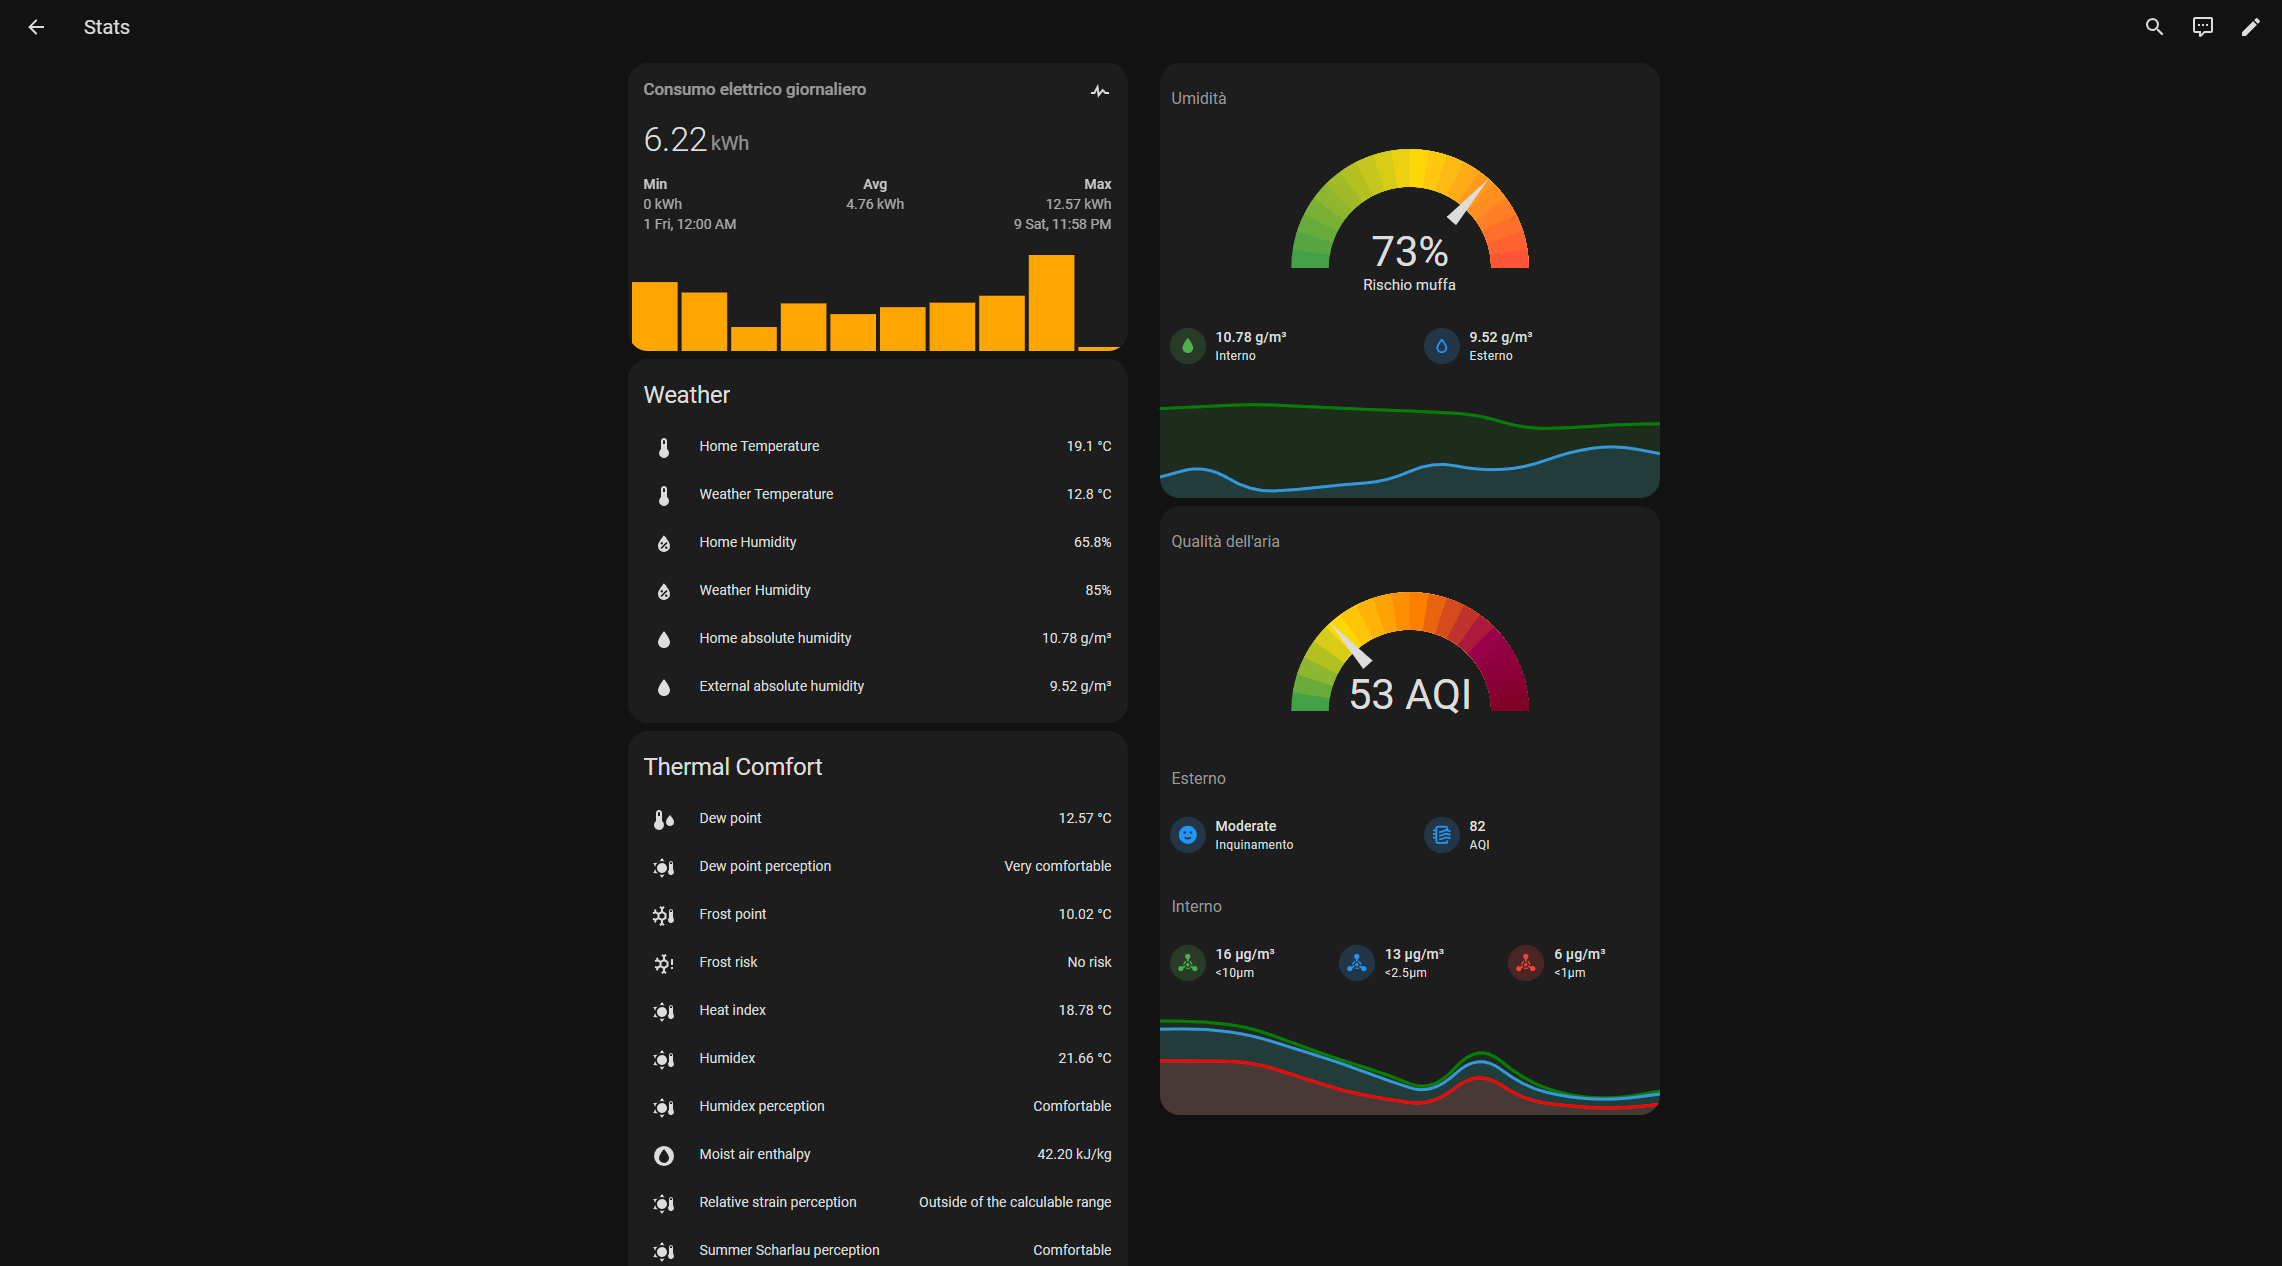 Stats
Consumo elettrico giornaliero
6.22 kWh
Min Avg Max
0 kWh 4.76 kWh 12.57 kWh
1 Fri, 12:00 AM 9 Sat, 11:58 PM
Weather
Home Temperature 19.1 °C
Weather Temperature 12.8 °C
Home Humidity 65.8%
Weather Humidity 85%
Home absolute humidity 10.78 g/m³
External absolute humidity 9.52 g/m³
Thermal Comfort
Dew point 12.57 °C
Dew point perception Very comfortable
Frost point 10.02 °C
Frost risk No risk
Heat index 18.78 °C
Humidex 21.66 °C
Humidex perception Comfortable
Moist air enthalpy 42.20 kJ/kg
Relative strain perception Outside of the calculable range
Summer Scharlau perception Comfortable
Umidità
73%
Rischio muffa
10.78 g/m³ 9.52 g/m³
Interno Esterno
Qualità dell'aria
53 AQI
Esterno
Moderate 82
Inquinamento AQI
Interno
16 µg/m³ 13 µg/m³ 6 µg/m³
<10µm <2.5µm <1µm